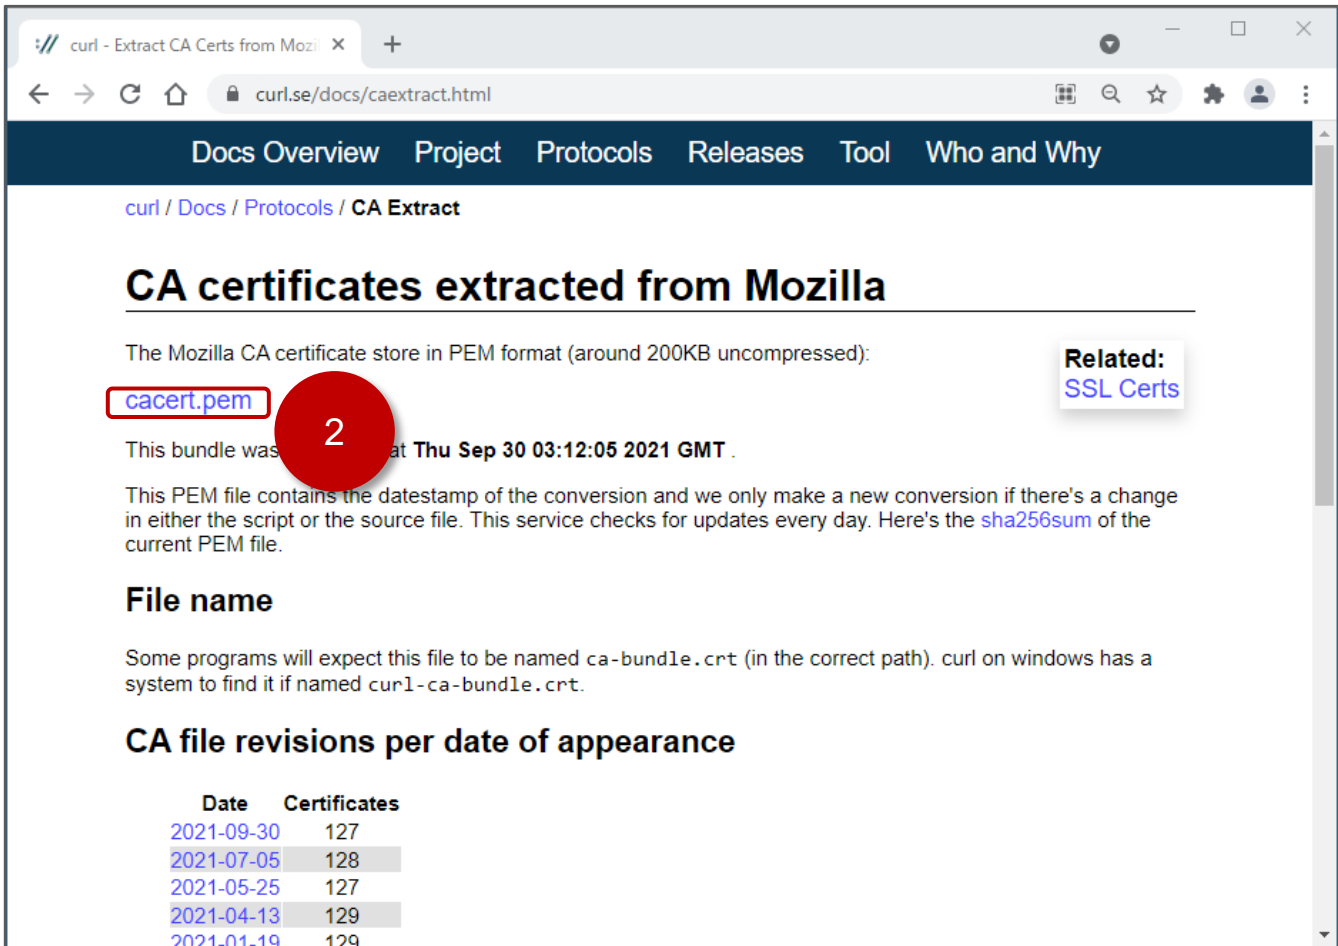 curl - Extract CA Certs from Mozil
curl.se/docs/caextract.html
Docs Overview Project Protocols Releases Tool Who and Why
curl / Docs / Protocols / CA Extract
CA certificates extracted from Mozilla
The Mozilla CA certificate store in PEM format (around 200KB uncompressed):
Related:
SSL Certs
cacert.pem
2
This bundle was at Thu Sep 30 03:12:05 2021 GMT .
This PEM file contains the datestamp of the conversion and we only make a new conversion if there's a change
in either the script or the source file. This service checks for updates every day. Here's the sha256sum of the
current PEM file.
File name
Some programs will expect this file to be named ca-bundle.crt (in the correct path). curl on windows has a
system to find it if named curl-ca-bundle.crt.
CA file revisions per date of appearance
Date Certificates
2021-09-30 127
2021-07-05 128
2021-05-25 127
2021-04-13 129
2021-01-19 129